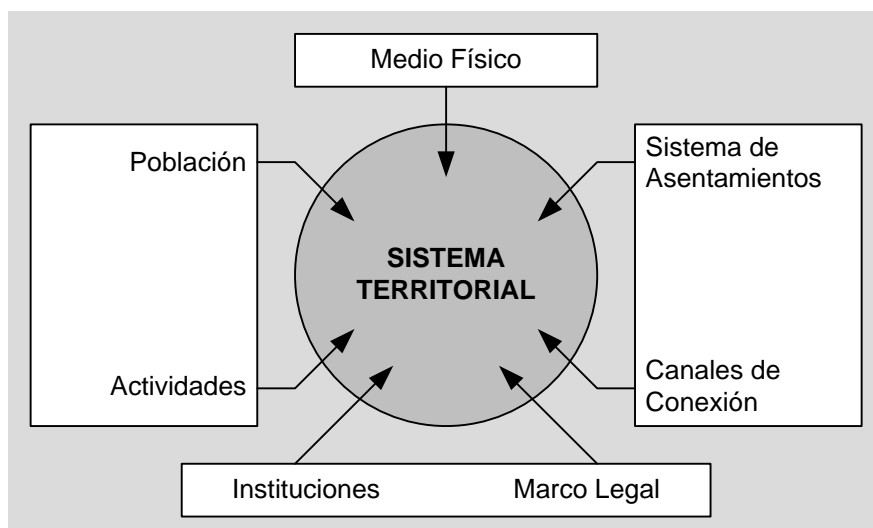 Medio Físico
Población
Sistema de
Asentamientos
SISTEMA
TERRITORIAL
Actividades
Canales de
Conexión
Instituciones
Marco Legal